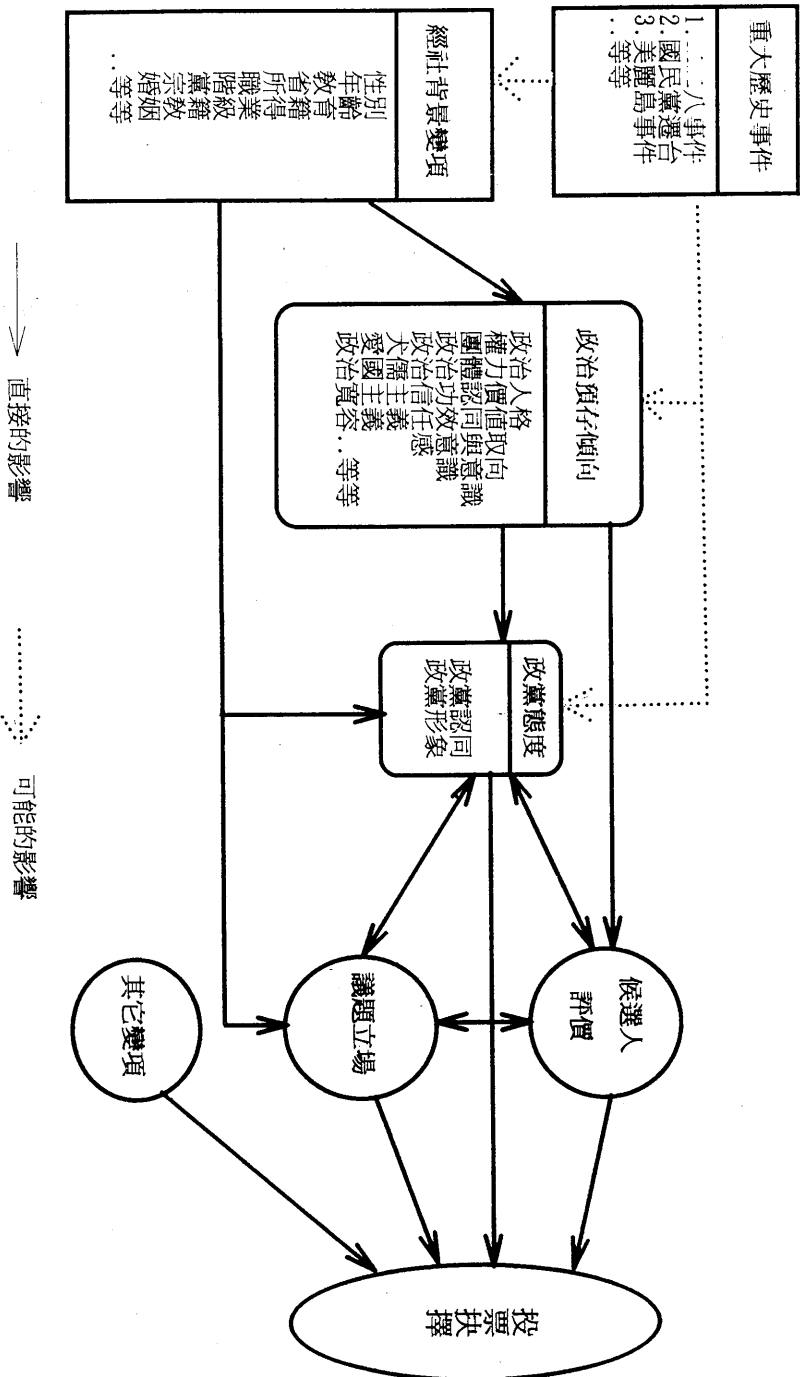 重大歷史事件
1.八事件
2.國民黨遷台
3.美麗島事件
..等等
經社背景變項
性別
年齡
教育
省籍
所得
職業
階級
黨籍
宗教
婚姻
..等等
政治預存傾向
政治人格
權力價值取向
團體認同與意識
政治功效意識
政治信任感
犬儒主義
愛國主義
政治寬容..等等
政黨態度
政黨認同
政黨形象
候選人
評價
議題立場
其它變項
投票抉擇
直接的影響
可能的影響